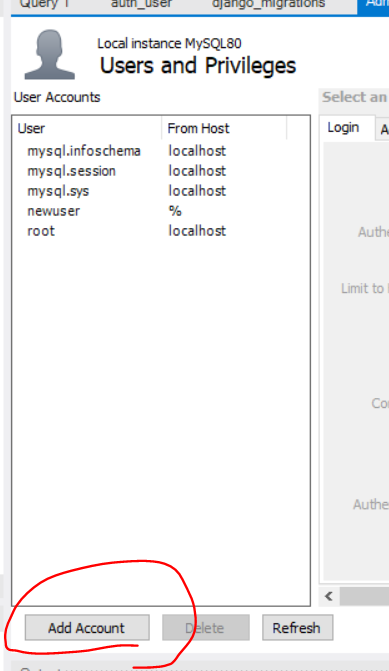 Query 1 auth_user django_migrations Adm
Local instance MySQL80
Users and Privileges
User Accounts
Select an
User From Host
Login A
mysql.infoschema localhost
mysql.session localhost
mysql.sys localhost
newuser %
root localhost
Authe
Limit to
Co
Authe
Add Account Delete Refresh